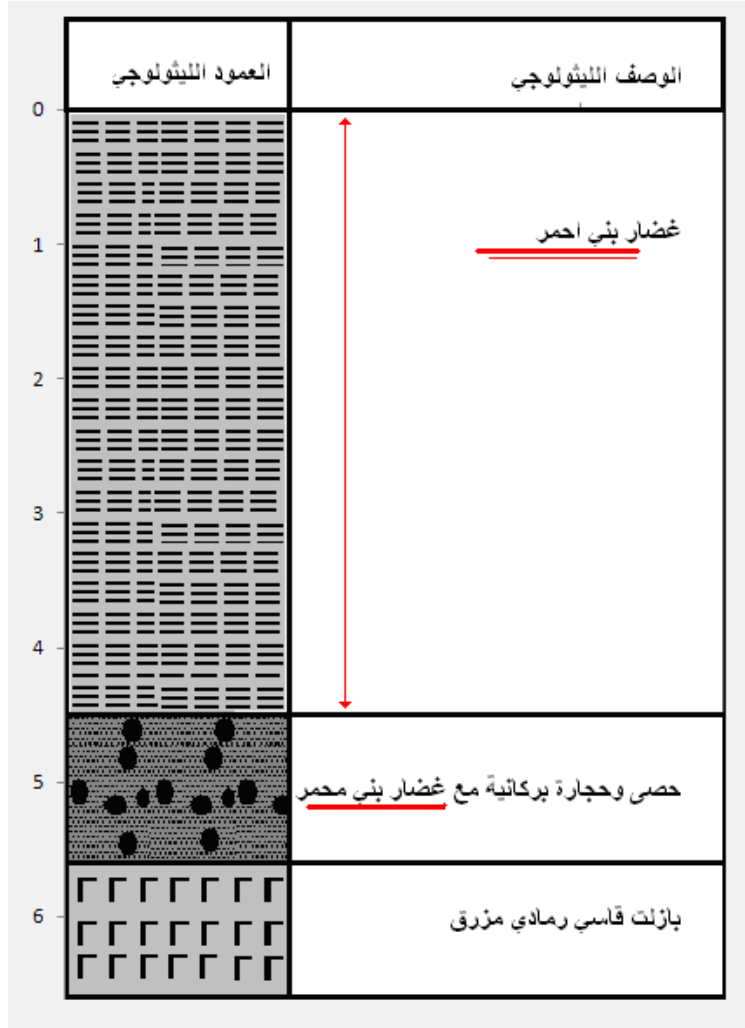 الوصف الليثولوجي
العمود الليثولوجي
0
غضار بني احمر
1
2
3
4
حصى وحجارة بركانية مع غضار بني محمر
5
بازلت قاسي رمادي مزرق
6